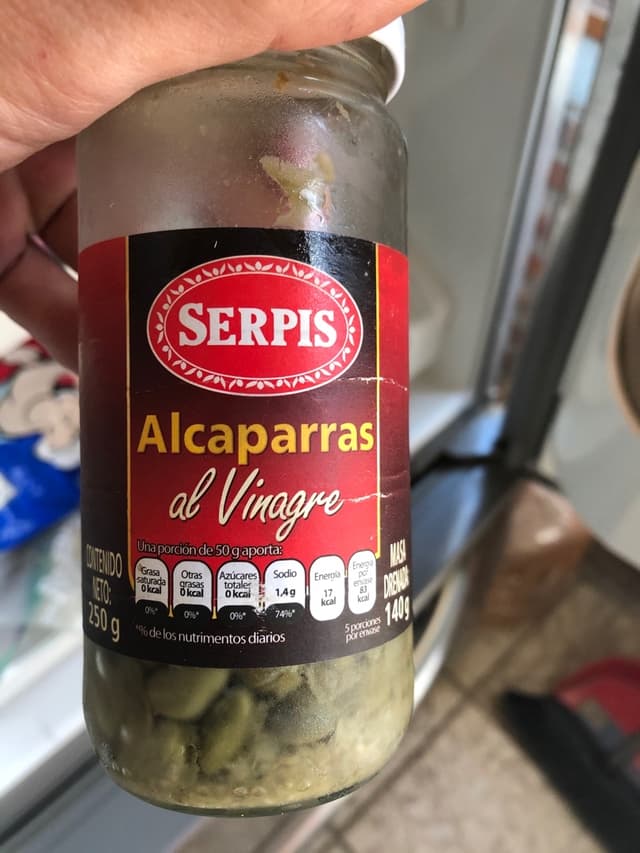 SERPIS
Alcaparras
al Vinagre
Una porción de 50 g aporta:
Grasa saturada 0 kcal 0%*
Otras grasas 0 kcal 0%*
Azúcares totales 0 kcal 0%*
Sodio 1,4g 74%*
Energía 17 kcal
Energía por envase 83 kcal
*% de los nutrimentos diarios
5 porciones
por envase
CONTENIDO
NETO:
250 g
MASA
DRENADA:
140g